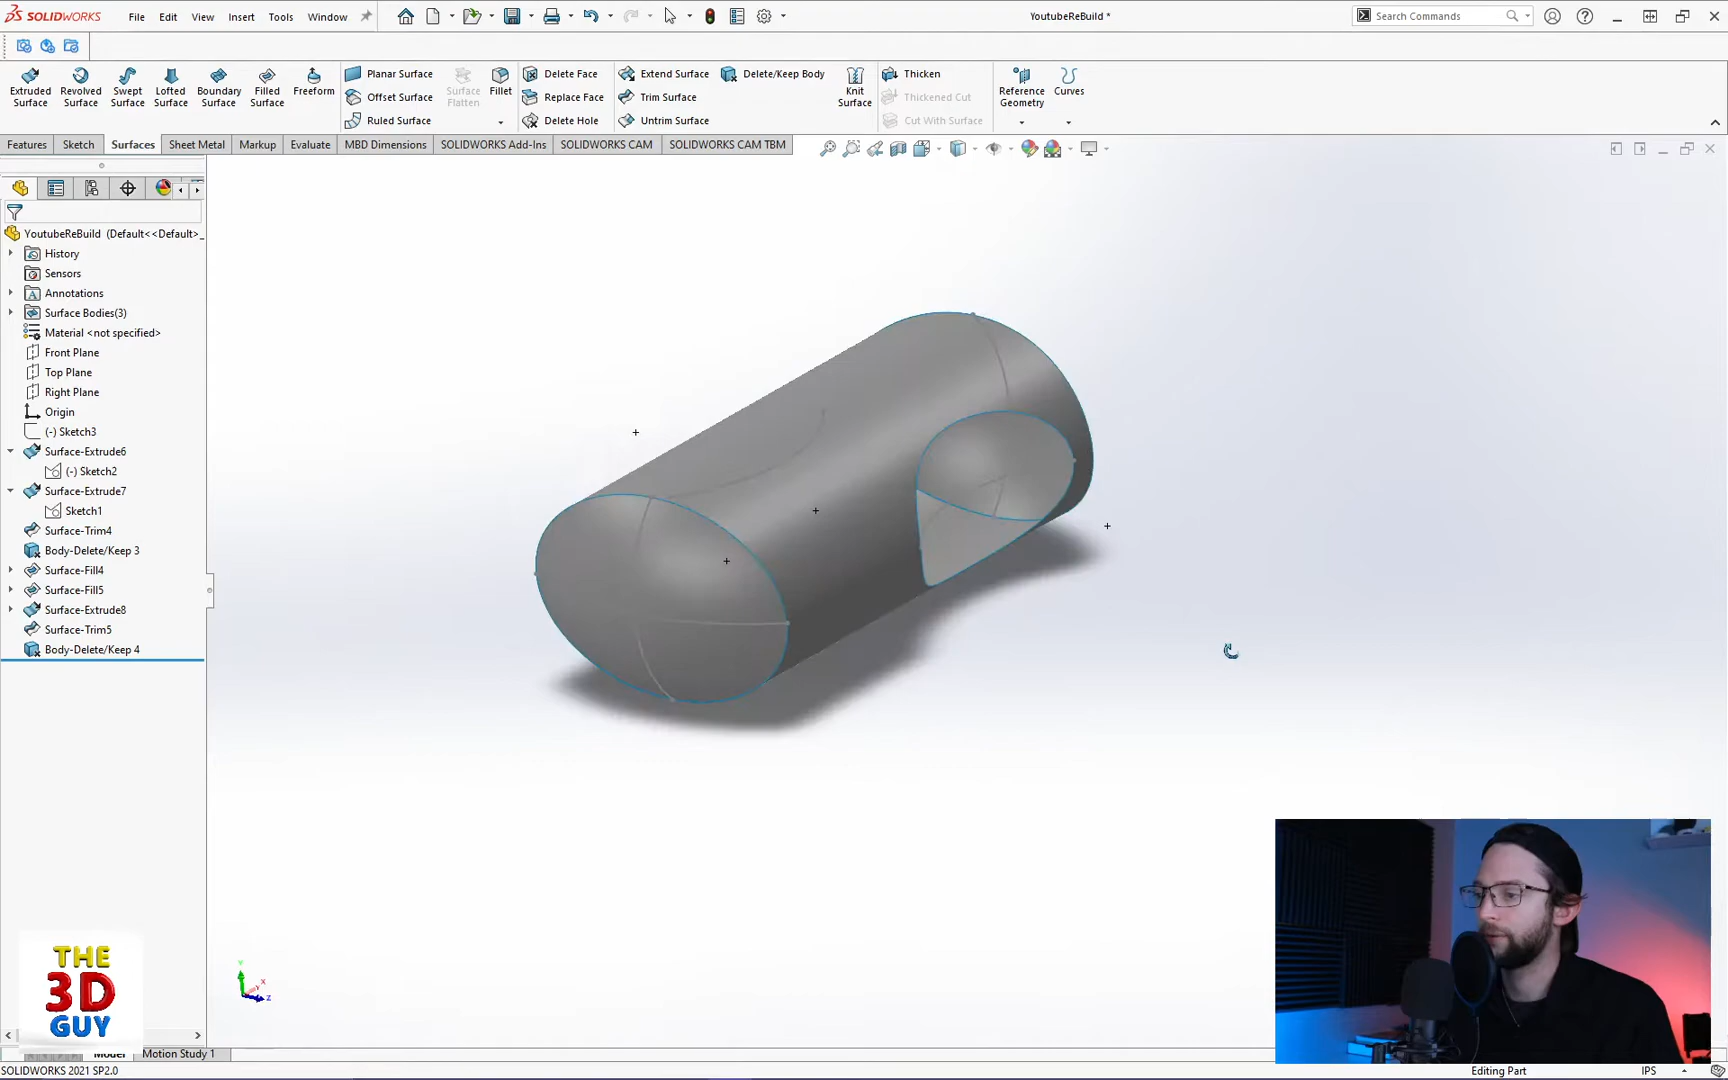 SOLIDWORKS
File
Edit
View
Insert
Tools
Window
YoutubeReBuild *
Search Commands
Extruded Surface
Revolved Surface
Swept Surface
Lofted Surface
Boundary Surface
Filled Surface
Freeform
Planar Surface
Offset Surface
Ruled Surface
Surface Flatten
Fillet
Delete Face
Replace Face
Delete Hole
Extend Surface
Trim Surface
Untrim Surface
Delete/Keep Body
Knit Surface
Thicken
Thickened Cut
Cut With Surface
Reference Geometry
Curves
Features
Sketch
Surfaces
Sheet Metal
Markup
Evaluate
MBD Dimensions
SOLIDWORKS Add-Ins
SOLIDWORKS CAM
SOLIDWORKS CAM TBM
YoutubeReBuild (Default<<Default>_
History
Sensors
Annotations
Surface Bodies(3)
Material <not specified>
Front Plane
Top Plane
Right Plane
Origin
(-) Sketch3
Surface-Extrude6
(-) Sketch2
Surface-Extrude7
Sketch1
Surface-Trim4
Body-Delete/Keep 3
Surface-Fill4
Surface-Fill5
Surface-Extrude8
Surface-Trim5
Body-Delete/Keep 4
Y
X
Z
THE
3D
GUY
Model
Motion Study 1
SOLIDWORKS 2021 SP2.0
Editing Part
IPS